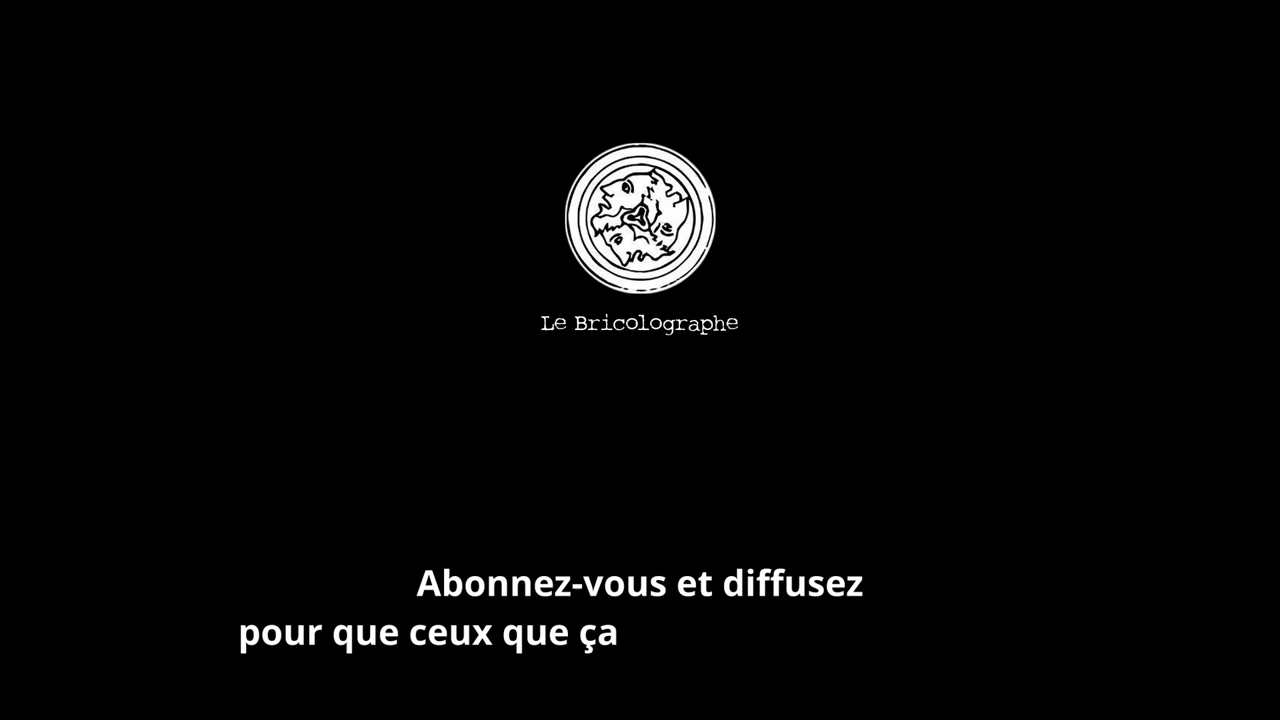 Le Bricolographe
Abonnez-vous et diffusez
pour que ceux que ça